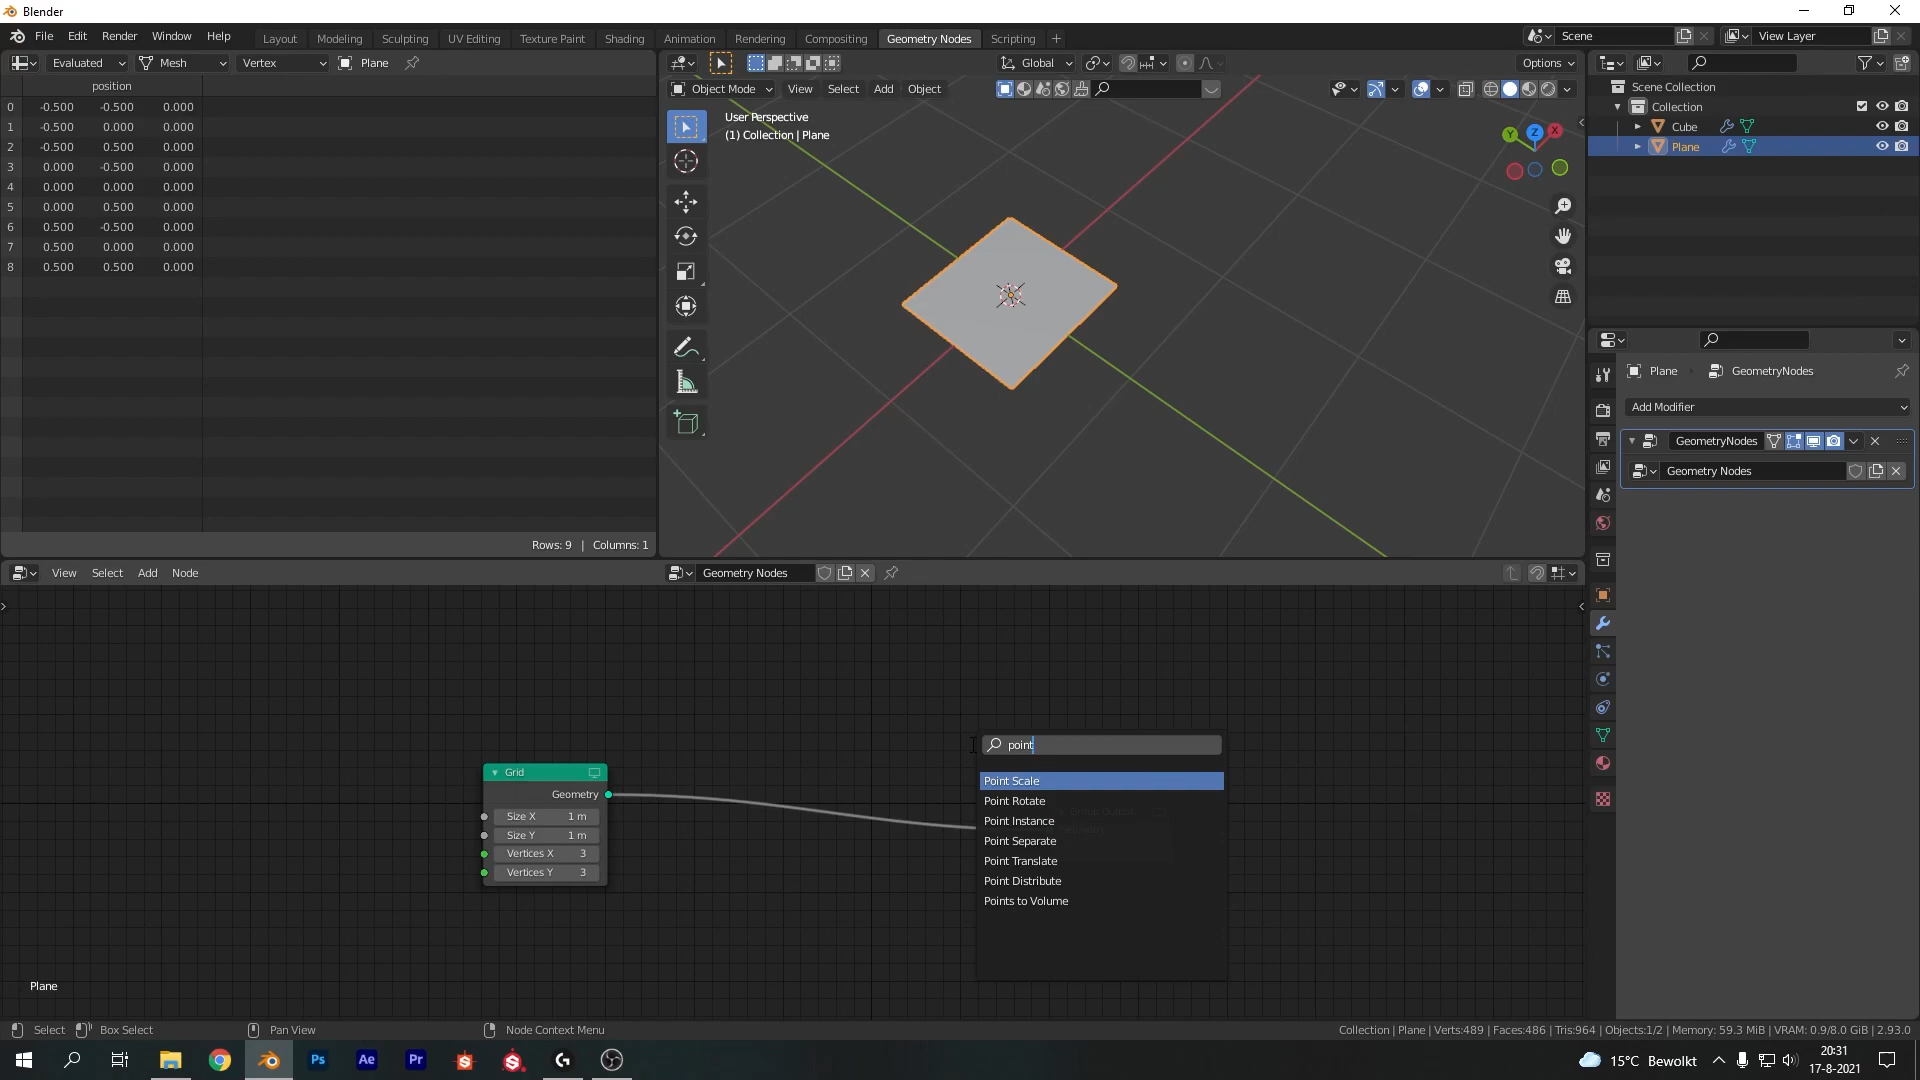 Blender
File Edit Render Window Help
Layout Modeling Sculpting UV Editing Texture Paint Shading Animation Rendering Compositing Geometry Nodes Scripting
Scene
View Layer
Evaluated Mesh Vertex Plane
position
0 -0.500 -0.500 0.000
1 -0.500 0.000 0.000
2 -0.500 0.500 0.000
3 0.000 -0.500 0.000
4 0.000 0.000 0.000
5 0.000 0.500 0.000
6 0.500 -0.500 0.000
7 0.500 0.000 0.000
8 0.500 0.500 0.000
Rows: 9 | Columns: 1
Global
Options
Object Mode View Select Add Object
User Perspective
(1) Collection | Plane
Y Z X
Scene Collection
Collection
Cube
Plane
Plane GeometryNodes
Add Modifier
GeometryNodes
Geometry Nodes
View Select Add Node
Geometry Nodes
Grid
Geometry
Size X 1 m
Size Y 1 m
Vertices X 3
Vertices Y 3
point
Point Scale
Point Rotate
Point Instance
Point Separate
Point Translate
Point Distribute
Points to Volume
Group Output
Plane
Select Box Select Pan View Node Context Menu
Collection | Plane | Verts:489 | Faces:486 | Tris:964 | Objects:1/2 | Memory: 59.3 MiB | VRAM: 0.9/8.0 GiB | 2.93.0
Ps Ae Pr
15°C Bewolkt
20:31
17-8-2021